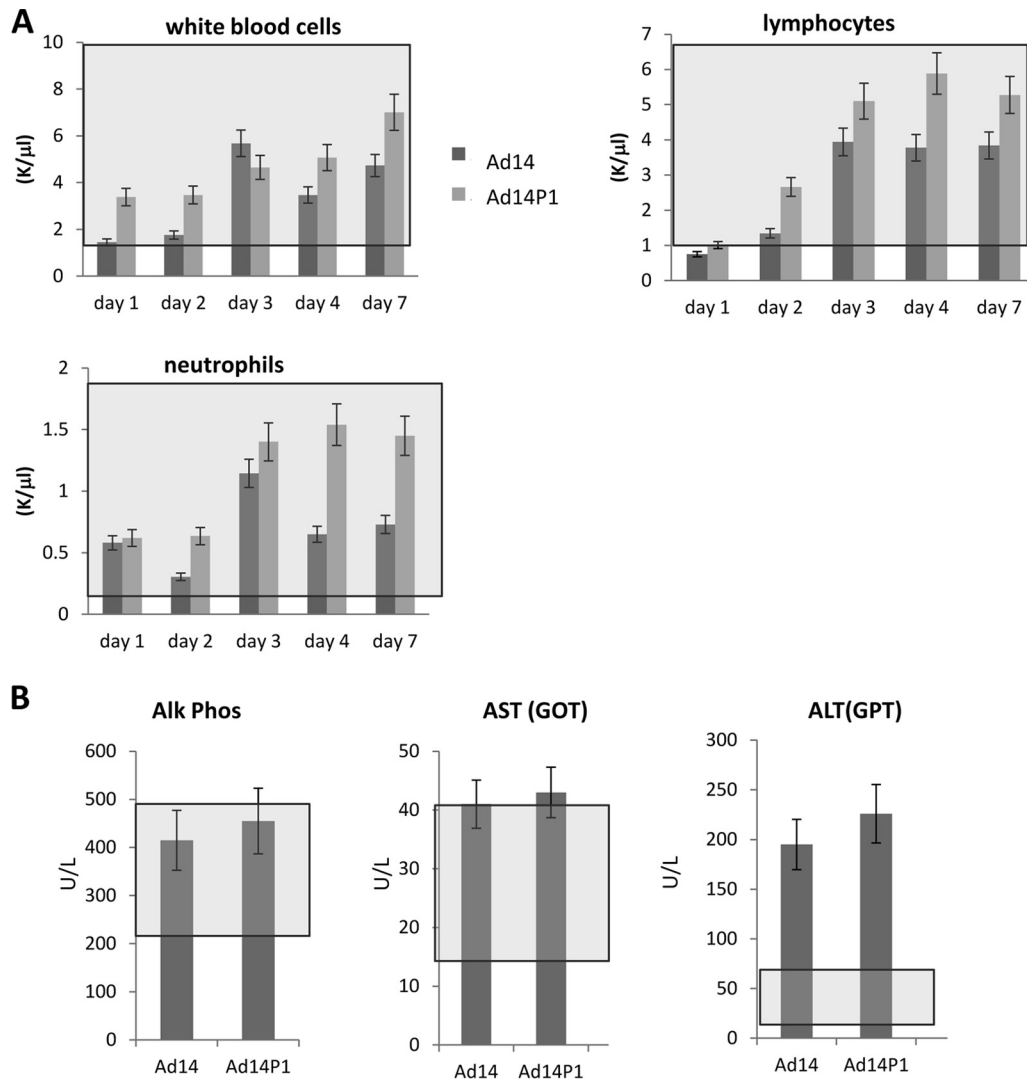 A
white blood cells
10
8
6
4
2
0
(K/µl)
day 1 day 2 day 3 day 4 day 7
Ad14
Ad14P1
lymphocytes
7
6
5
4
3
2
1
0
(K/µl)
day 1 day 2 day 3 day 4 day 7
neutrophils
2
1.5
1
0.5
0
(K/µl)
day 1 day 2 day 3 day 4 day 7
B
Alk Phos
600
500
400
300
200
100
0
U/L
Ad14 Ad14P1
AST (GOT)
50
40
30
20
10
0
U/L
Ad14 Ad14P1
ALT(GPT)
300
250
200
150
100
50
0
U/L
Ad14 Ad14P1